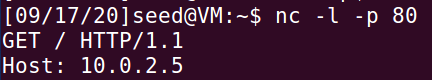 [09/17/20]seed@VM:~$ nc -l -p 80
GET / HTTP/1.1
Host: 10.0.2.5